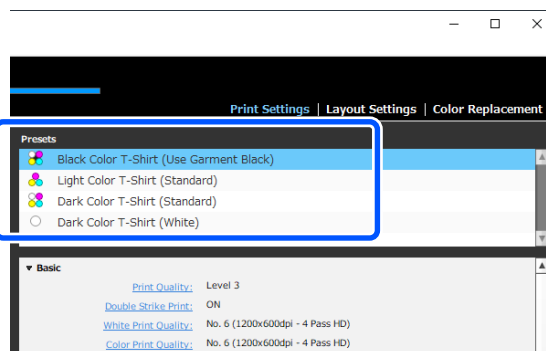 Print Settings | Layout Settings | Color Replacement
Presets
Black Color T-Shirt (Use Garment Black)
Light Color T-Shirt (Standard)
Dark Color T-Shirt (Standard)
Dark Color T-Shirt (White)
▼ Basic
Print Quality: Level 3
Double Strike Print: ON
White Print Quality: No. 6 (1200x600dpi - 4 Pass HD)
Color Print Quality: No. 6 (1200x600dpi - 4 Pass HD)